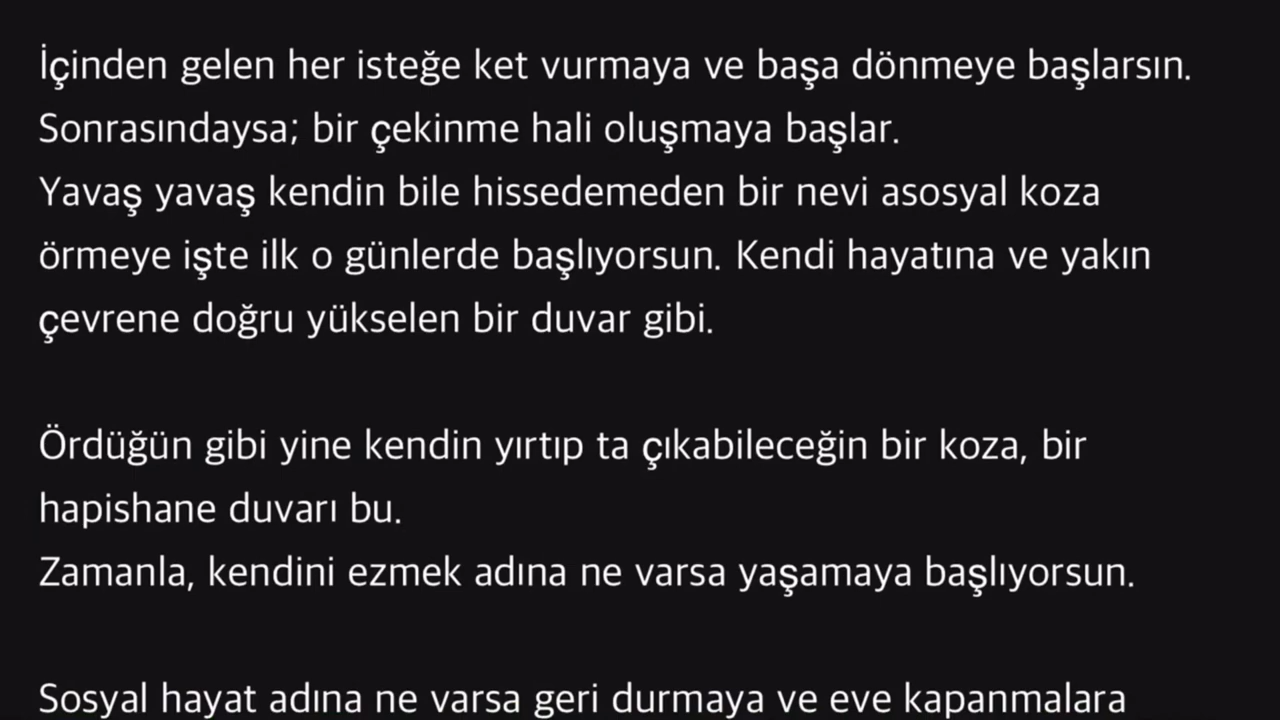 İçinden gelen her isteğe ket vurmaya ve başa dönmeye başlarsın.
Sonrasındaysa; bir çekinme hali oluşmaya başlar.
Yavaş yavaş kendin bile hissedemeden bir nevi asosyal koza
örmeye işte ilk o günlerde başlıyorsun. Kendi hayatına ve yakın
çevrene doğru yükselen bir duvar gibi.
Ördüğün gibi yine kendin yırtıp ta çıkabileceğin bir koza, bir
hapishane duvarı bu.
Zamanla, kendini ezmek adına ne varsa yaşamaya başlıyorsun.
Sosyal hayat adına ne varsa geri durmaya ve eve kapanmalara